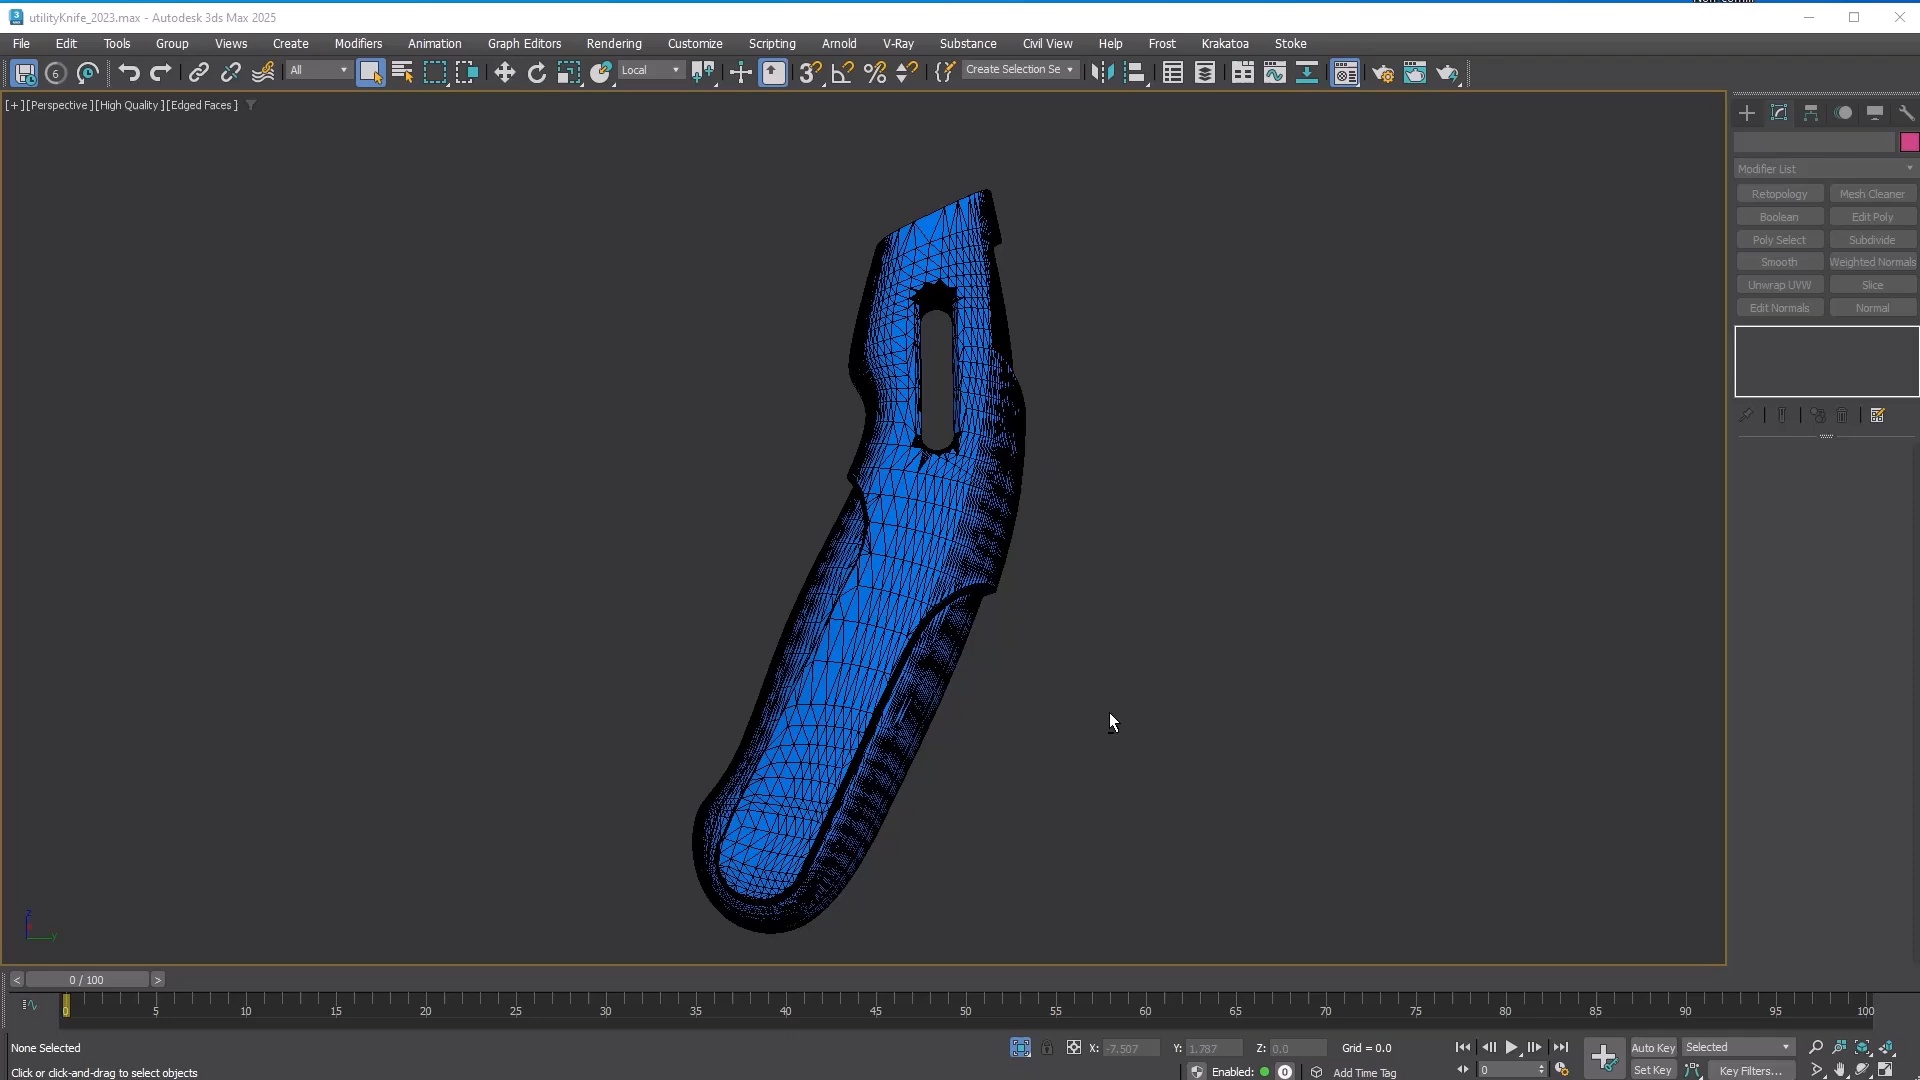 utilityKnife_2023.max - Autodesk 3ds Max 2025
File Edit Tools Group Views Create Modifiers Animation Graph Editors Rendering Customize Scripting Arnold V-Ray Substance Civil View Help Frost Krakatoa Stoke
6 All Local Create Selection Se
[+] [Perspective] [High Quality] [Edged Faces]
Modifier List
Retopology Mesh Cleaner
Boolean Edit Poly
Poly Select Subdivide
Smooth Weighted Normals
Unwrap UVW Slice
Edit Normals Normal
Z
Y
< 0 / 100 >
0 5 10 15 20 25 30 35 40 45 50 55 60 65 70 75 80 85 90 95 100
None Selected X: -7.507 Y: 1.787 Z: 0.0 Grid = 0.0 Auto Key Selected
Click or click-and-drag to select objects Enabled: 0 Add Time Tag 0 Set Key Key Filters...